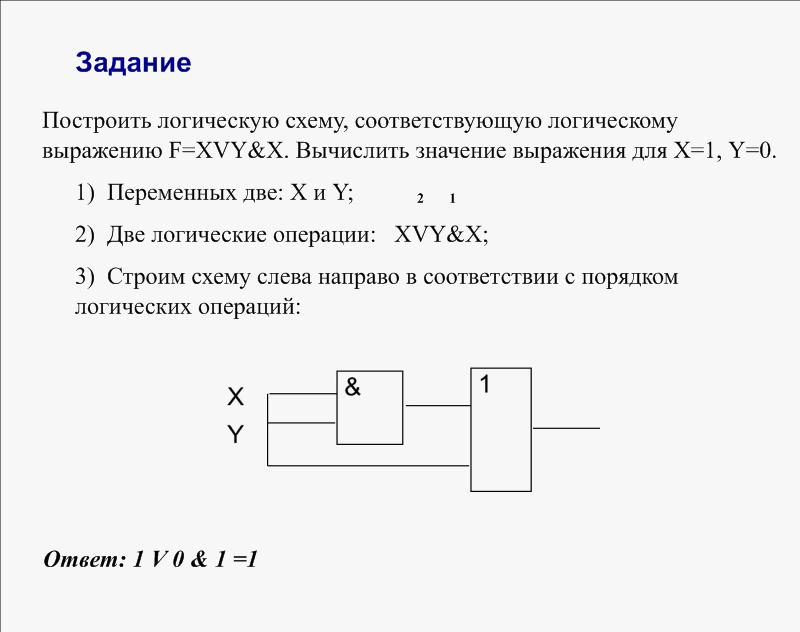 Задание
Построить логическую схему, соответствующую логическому
выражению F=XVY&X. Вычислить значение выражения для X=1, Y=0.
1) Переменных две: X и Y;
2 1
2) Две логические операции: XVY&X;
3) Строим схему слева направо в соответствии с порядком
логических операций:
X
&
1
Y
Ответ: 1 V 0 & 1 =1